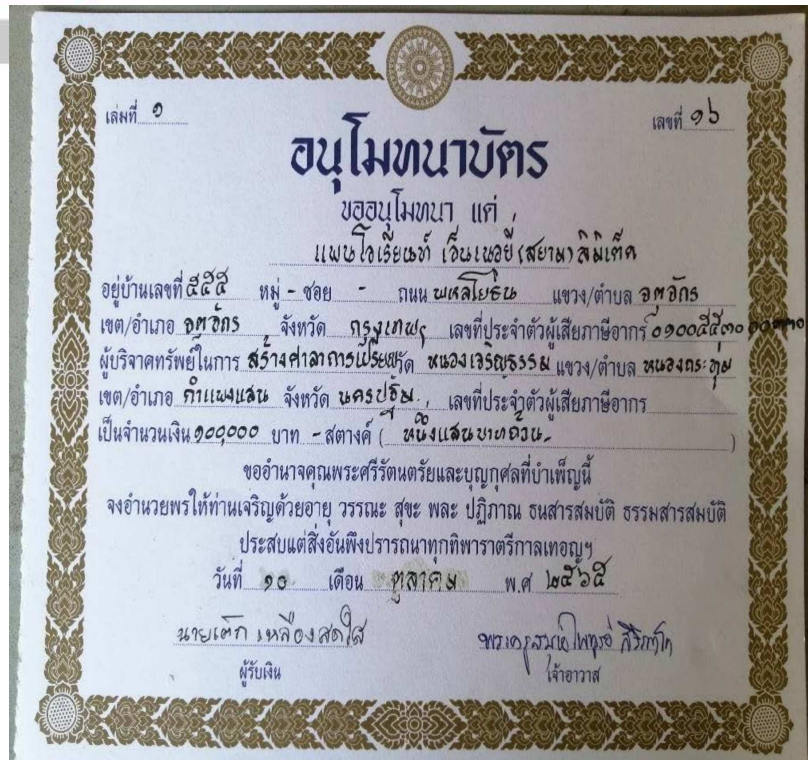 เล่มที่ ๑ เลขที่ ๑๖
อนุโมทนาบัตร
ขออนุโมทนา แด่
แพนโอเรียนท์ เอ็นเนอยี่ (สยาม) ลิมิเต็ด
อยู่บ้านเลขที่ ๕๕๕ หมู่ - ซอย - ถนน พหลโยธิน แขวง/ตำบล จตุจักร
เขต/อำเภอ จตุจักร จังหวัด กรุงเทพฯ เลขที่ประจำตัวผู้เสียภาษีอากร
ผู้บริจาคทรัพย์ในการ สร้างศาลาการเปรียญ วัด หนองเจริญธรรม แขวง/ตำบล หนองกระทุ่ม
เขต/อำเภอ กำแพงแสน จังหวัด นครปฐม เลขที่ประจำตัวผู้เสียภาษีอากร
เป็นจำนวนเงิน ๑๐๐,๐๐๐ บาท - สตางค์ ( หนึ่งแสนบาทถ้วน- )
ขออำนาจคุณพระศรีรัตนตรัยและบุญกุศลที่บำเพ็ญนี้
จงอำนวยพรให้ท่านเจริญด้วยอายุ วรรณะ สุขะ พละ ปฏิภาณ ธนสารสมบัติ ธรรมสารสมบัติ
ประสบแต่สิ่งอันพึงปรารถนาทุกทิพาราตรีกาลเทอญฯ
วันที่ ๑๐ เดือน ตุลาคม พ.ศ ๒๕๖๕
นายเต็ก เหลืองสดใส
ผู้รับเงิน เจ้าอาวาส